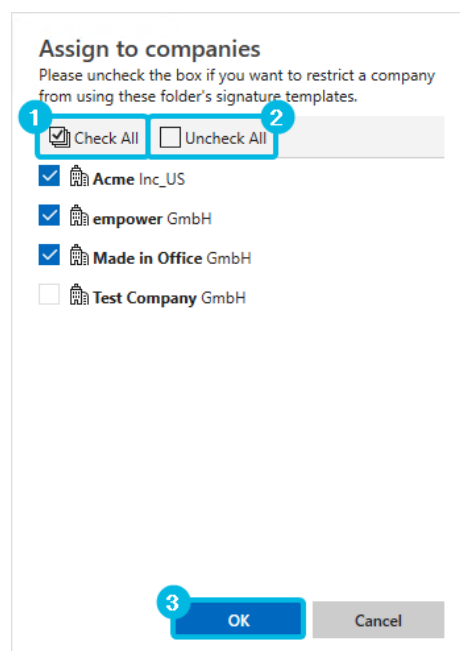 Assign to companies
Please uncheck the box if you want to restrict a company
from using these folder's signature templates.
1 2
Check All Uncheck All
Acme Inc_US
empower GmbH
Made in Office GmbH
Test Company GmbH
3
OK Cancel